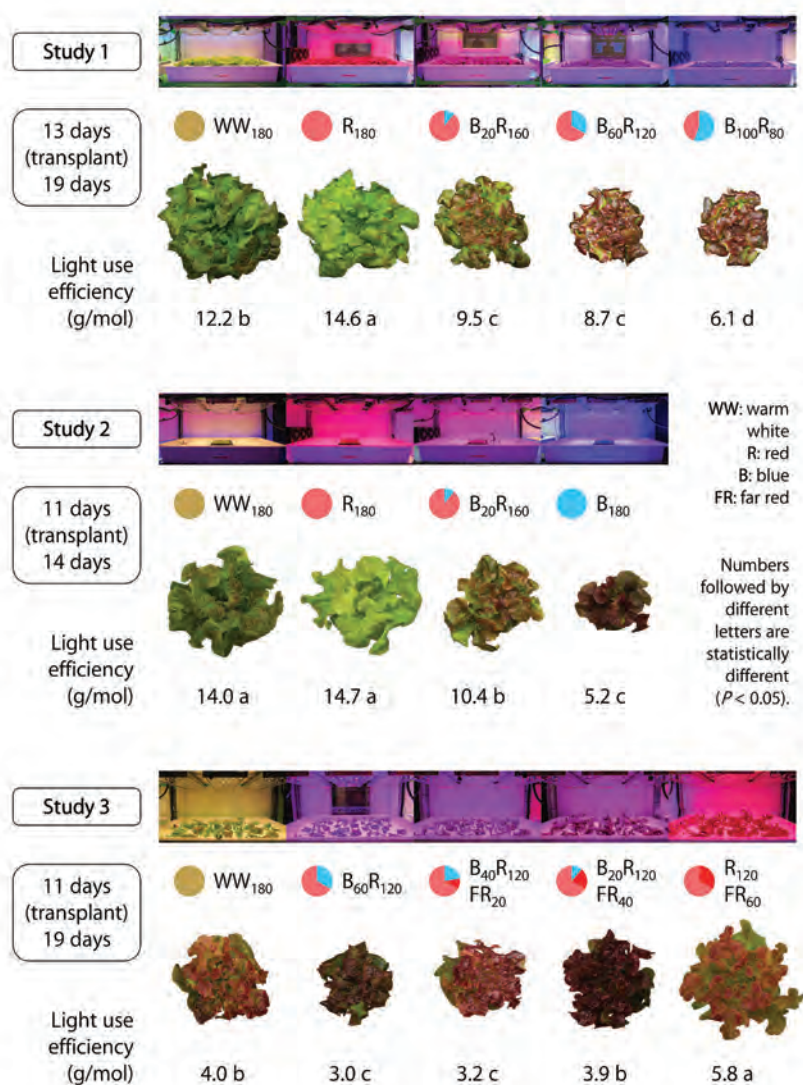 Study 1
13 days
(transplant)
19 days
WW180
R180
B20R160
B60R120
B100R80
Light use
efficiency
(g/mol)
12.2 b
14.6 a
9.5 c
8.7 c
6.1 d
Study 2
WW: warm
white
R: red
B: blue
FR: far red
11 days
(transplant)
14 days
WW180
R180
B20R160
B180
Numbers
followed by
different
letters are
statistically
different
(P < 0.05).
Light use
efficiency
(g/mol)
14.0 a
14.7 a
10.4 b
5.2 c
Study 3
11 days
(transplant)
19 days
WW180
B60R120
B40R120
FR20
B20R120
FR40
R120
FR60
Light use
efficiency
(g/mol)
4.0 b
3.0 c
3.2 c
3.9 b
5.8 a